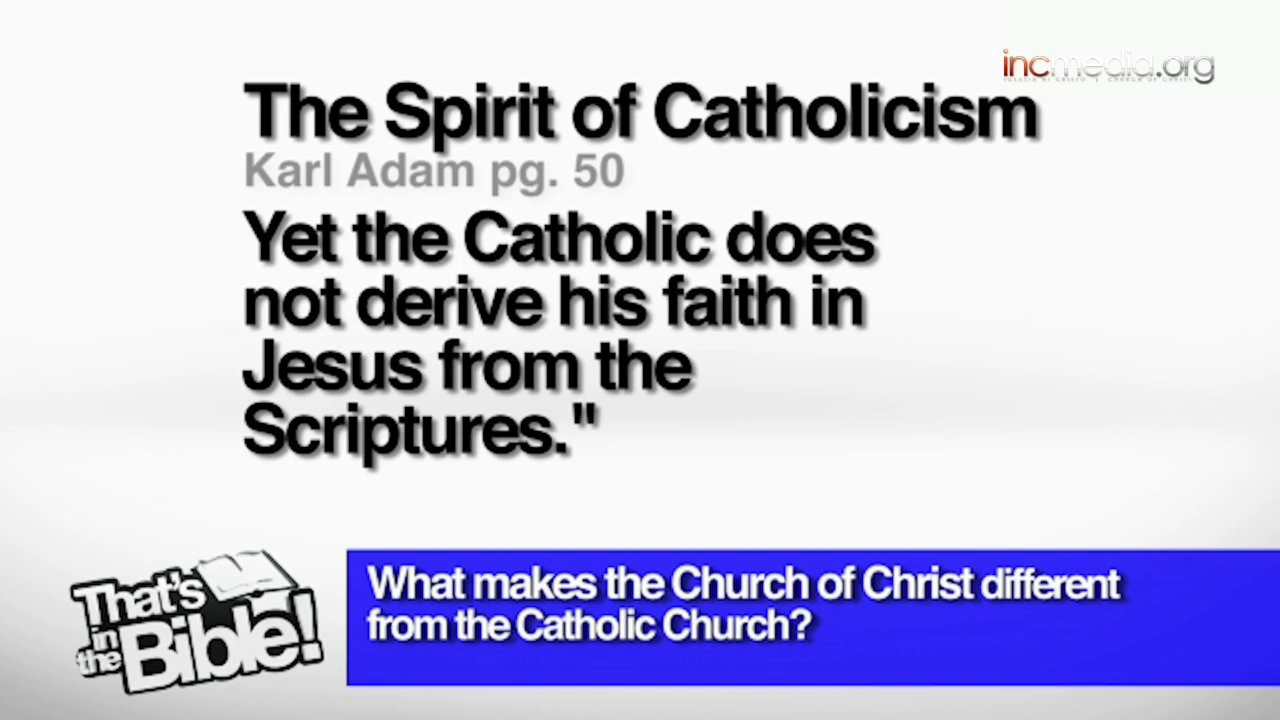 incmedia.org
The Spirit of Catholicism
Karl Adam pg. 50
Yet the Catholic does
not derive his faith in
Jesus from the
Scriptures."
That's
in
the Bible!
What makes the Church of Christ different
from the Catholic Church?